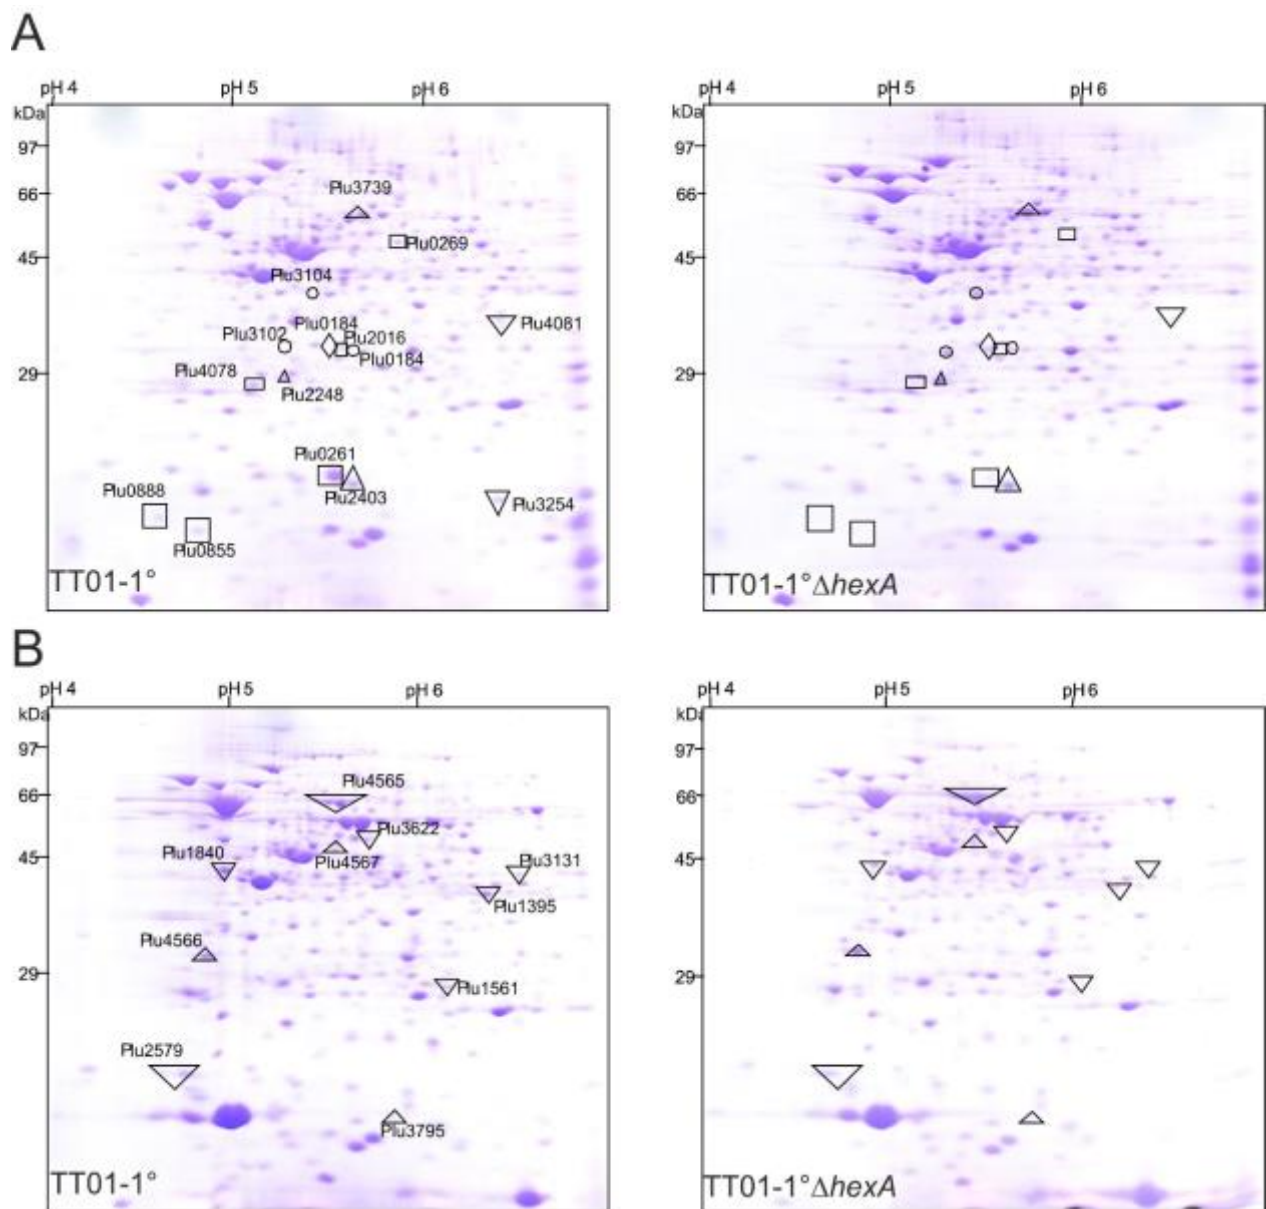 A
pH 4 pH 5 pH 6 pH 4 pH 5 pH 6
kDa kDa
97 97
Plu3739
66 66
Plu0269
45 45
Plu3104
Plu3102 Plu0184 Plu4081
Plu2016
Plu0184
Plu4078 29 29
Plu2248
Plu0261
Plu0888 Plu2403 Plu3254
Plu0855
TT01-1° TT01-1°ΔhexA
B
pH 4 pH 5 pH 6 pH 4 pH 5 pH 6
kDa kDa
97 97
Plu4565
66 66
Plu3622
Plu1840 45 Plu4567 Plu3131 45
Plu1395
Plu4566
29 29
Plu1561
Plu2579
Plu3795
TT01-1° TT01-1°ΔhexA